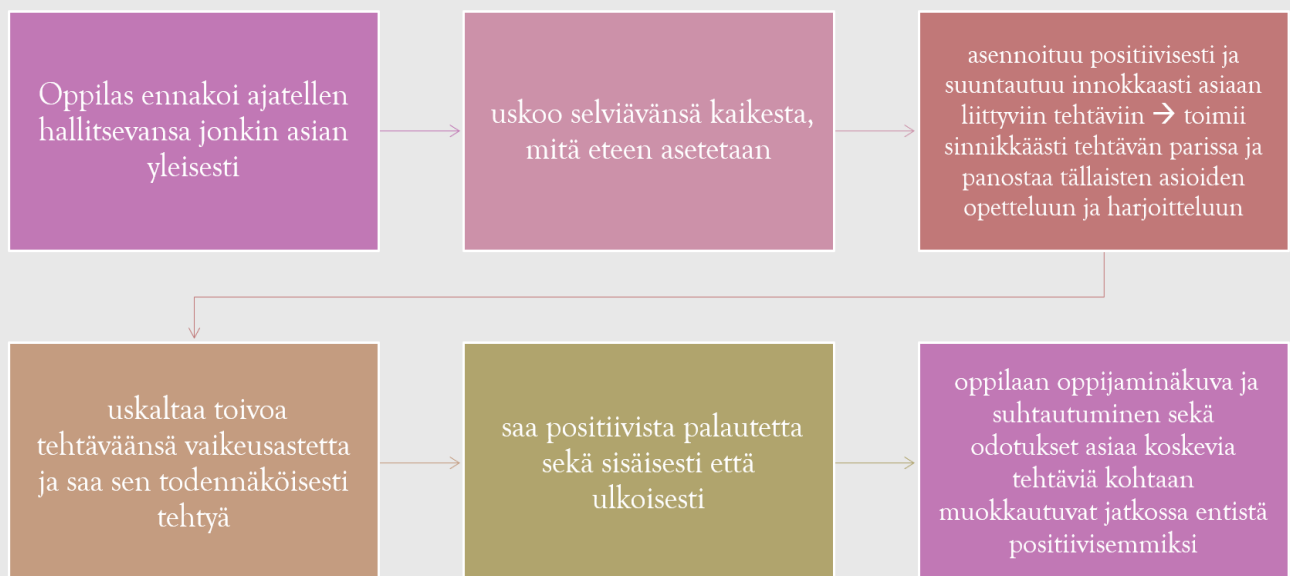 Oppilas ennakoi ajatellen
hallitsevansa jonkin asian
yleisesti
uskoo selviävänsä kaikesta,
mitä eteen asetetaan
asennoituu positiivisesti ja
suuntautuu innokkaasti asiaan
liittyviin tehtäviin → toimii
sinnikkäästi tehtävän parissa ja
panostaa tällaisten asioiden
opetteluun ja harjoitteluun
uskaltaa toivoa
tehtäväänsä vaikeusastetta
ja saa sen todennäköisesti
tehtyä
saa positiivista palautetta
sekä sisäisesti että
ulkoisesti
oppilaan oppijaminäkuva ja
suhtautuminen sekä
odotukset asiaa koskevia
tehtäviä kohtaan
muokkautuvat jatkossa entistä
positiivisemmiksi